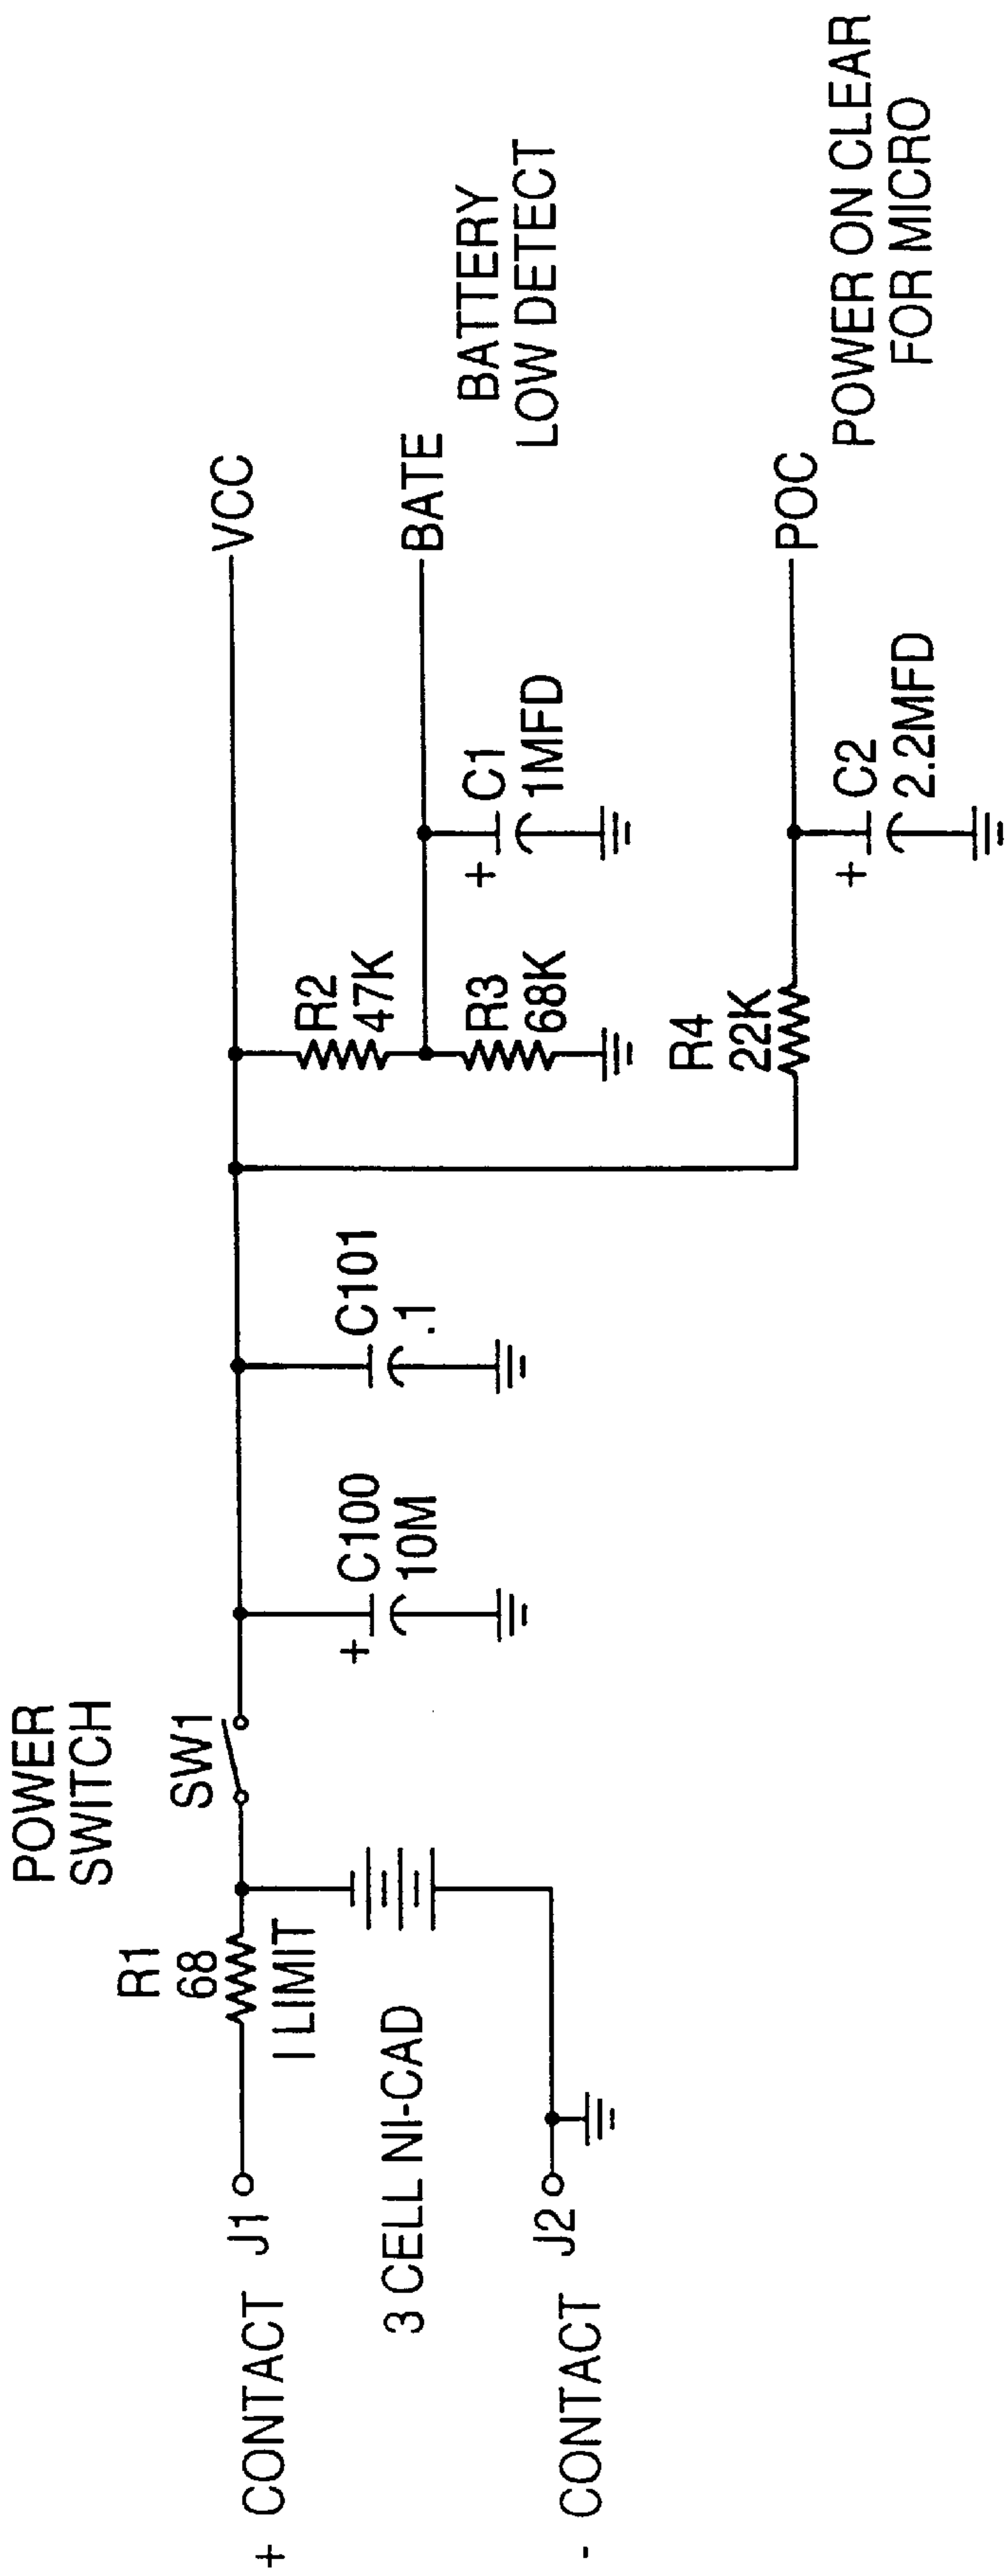 POWER
SWITCH
SW1
R1
68
I LIMIT
+ CONTACT J1
3 CELL NI-CAD
- CONTACT J2
+
C100
10M
C101
.1
VCC
R2
47K
BATE
BATTERY
LOW DETECT
R3
68K
+
C1
1MFD
R4
22K
POC
POWER ON CLEAR
FOR MICRO
+
C2
2.2MFD